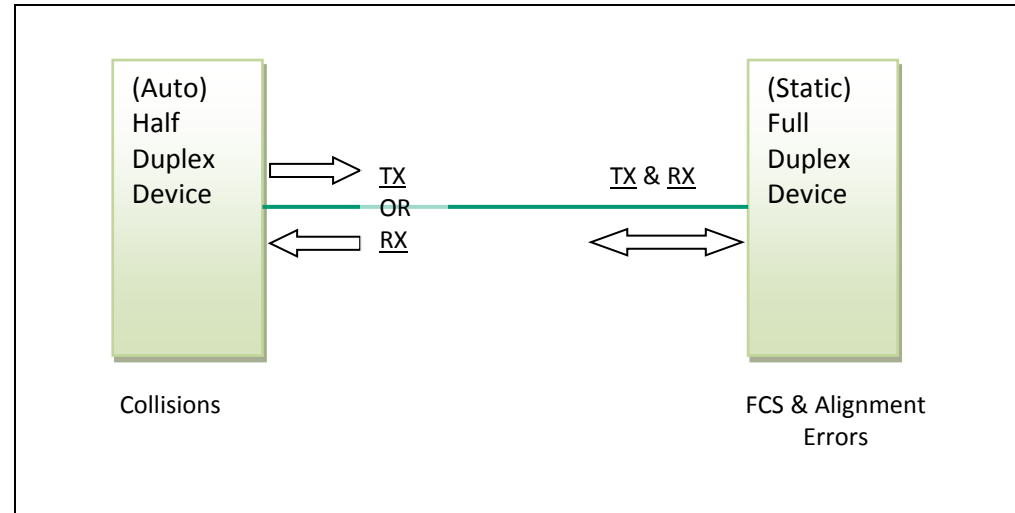 (Auto)
Half
Duplex
Device
TX
OR
RX
TX & RX
(Static)
Full
Duplex
Device
Collisions
FCS & Alignment
Errors